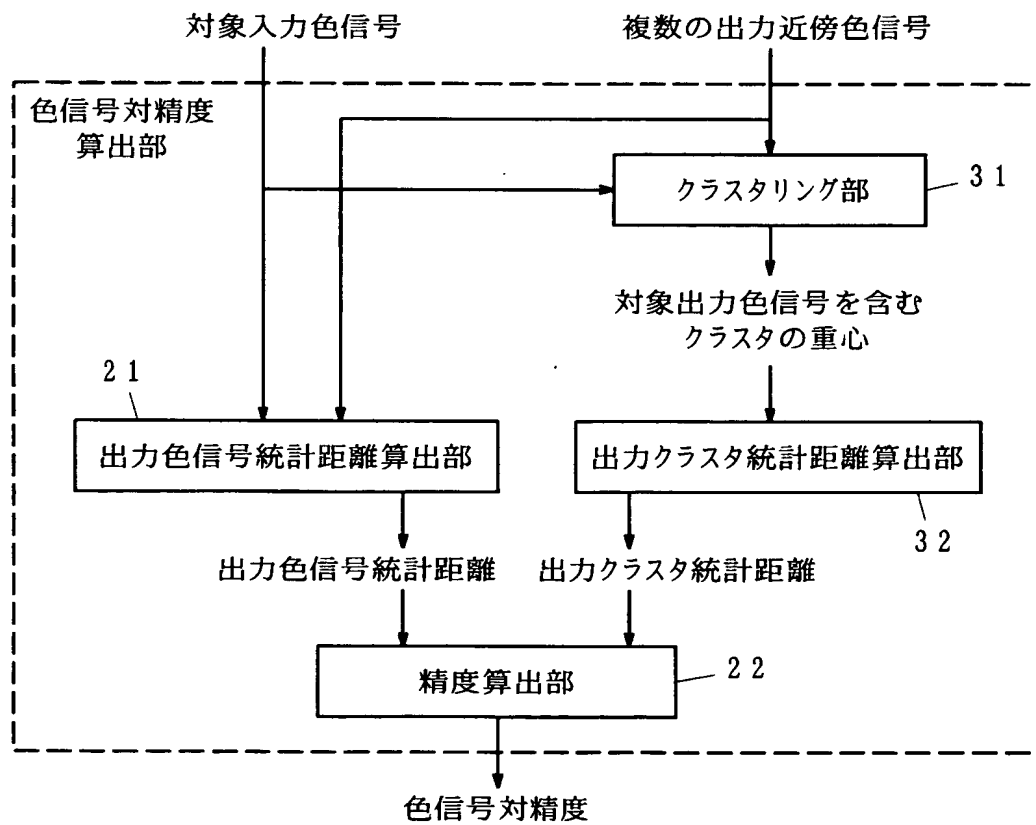 対象入力色信号
複数の出力近傍色信号
色信号対精度
算出部
クラスタリング部
31
対象出力色信号を含む
クラスタの重心
21
出力色信号統計距離算出部
出力クラスタ統計距離算出部
32
出力色信号統計距離
出力クラスタ統計距離
精度算出部
22
色信号対精度